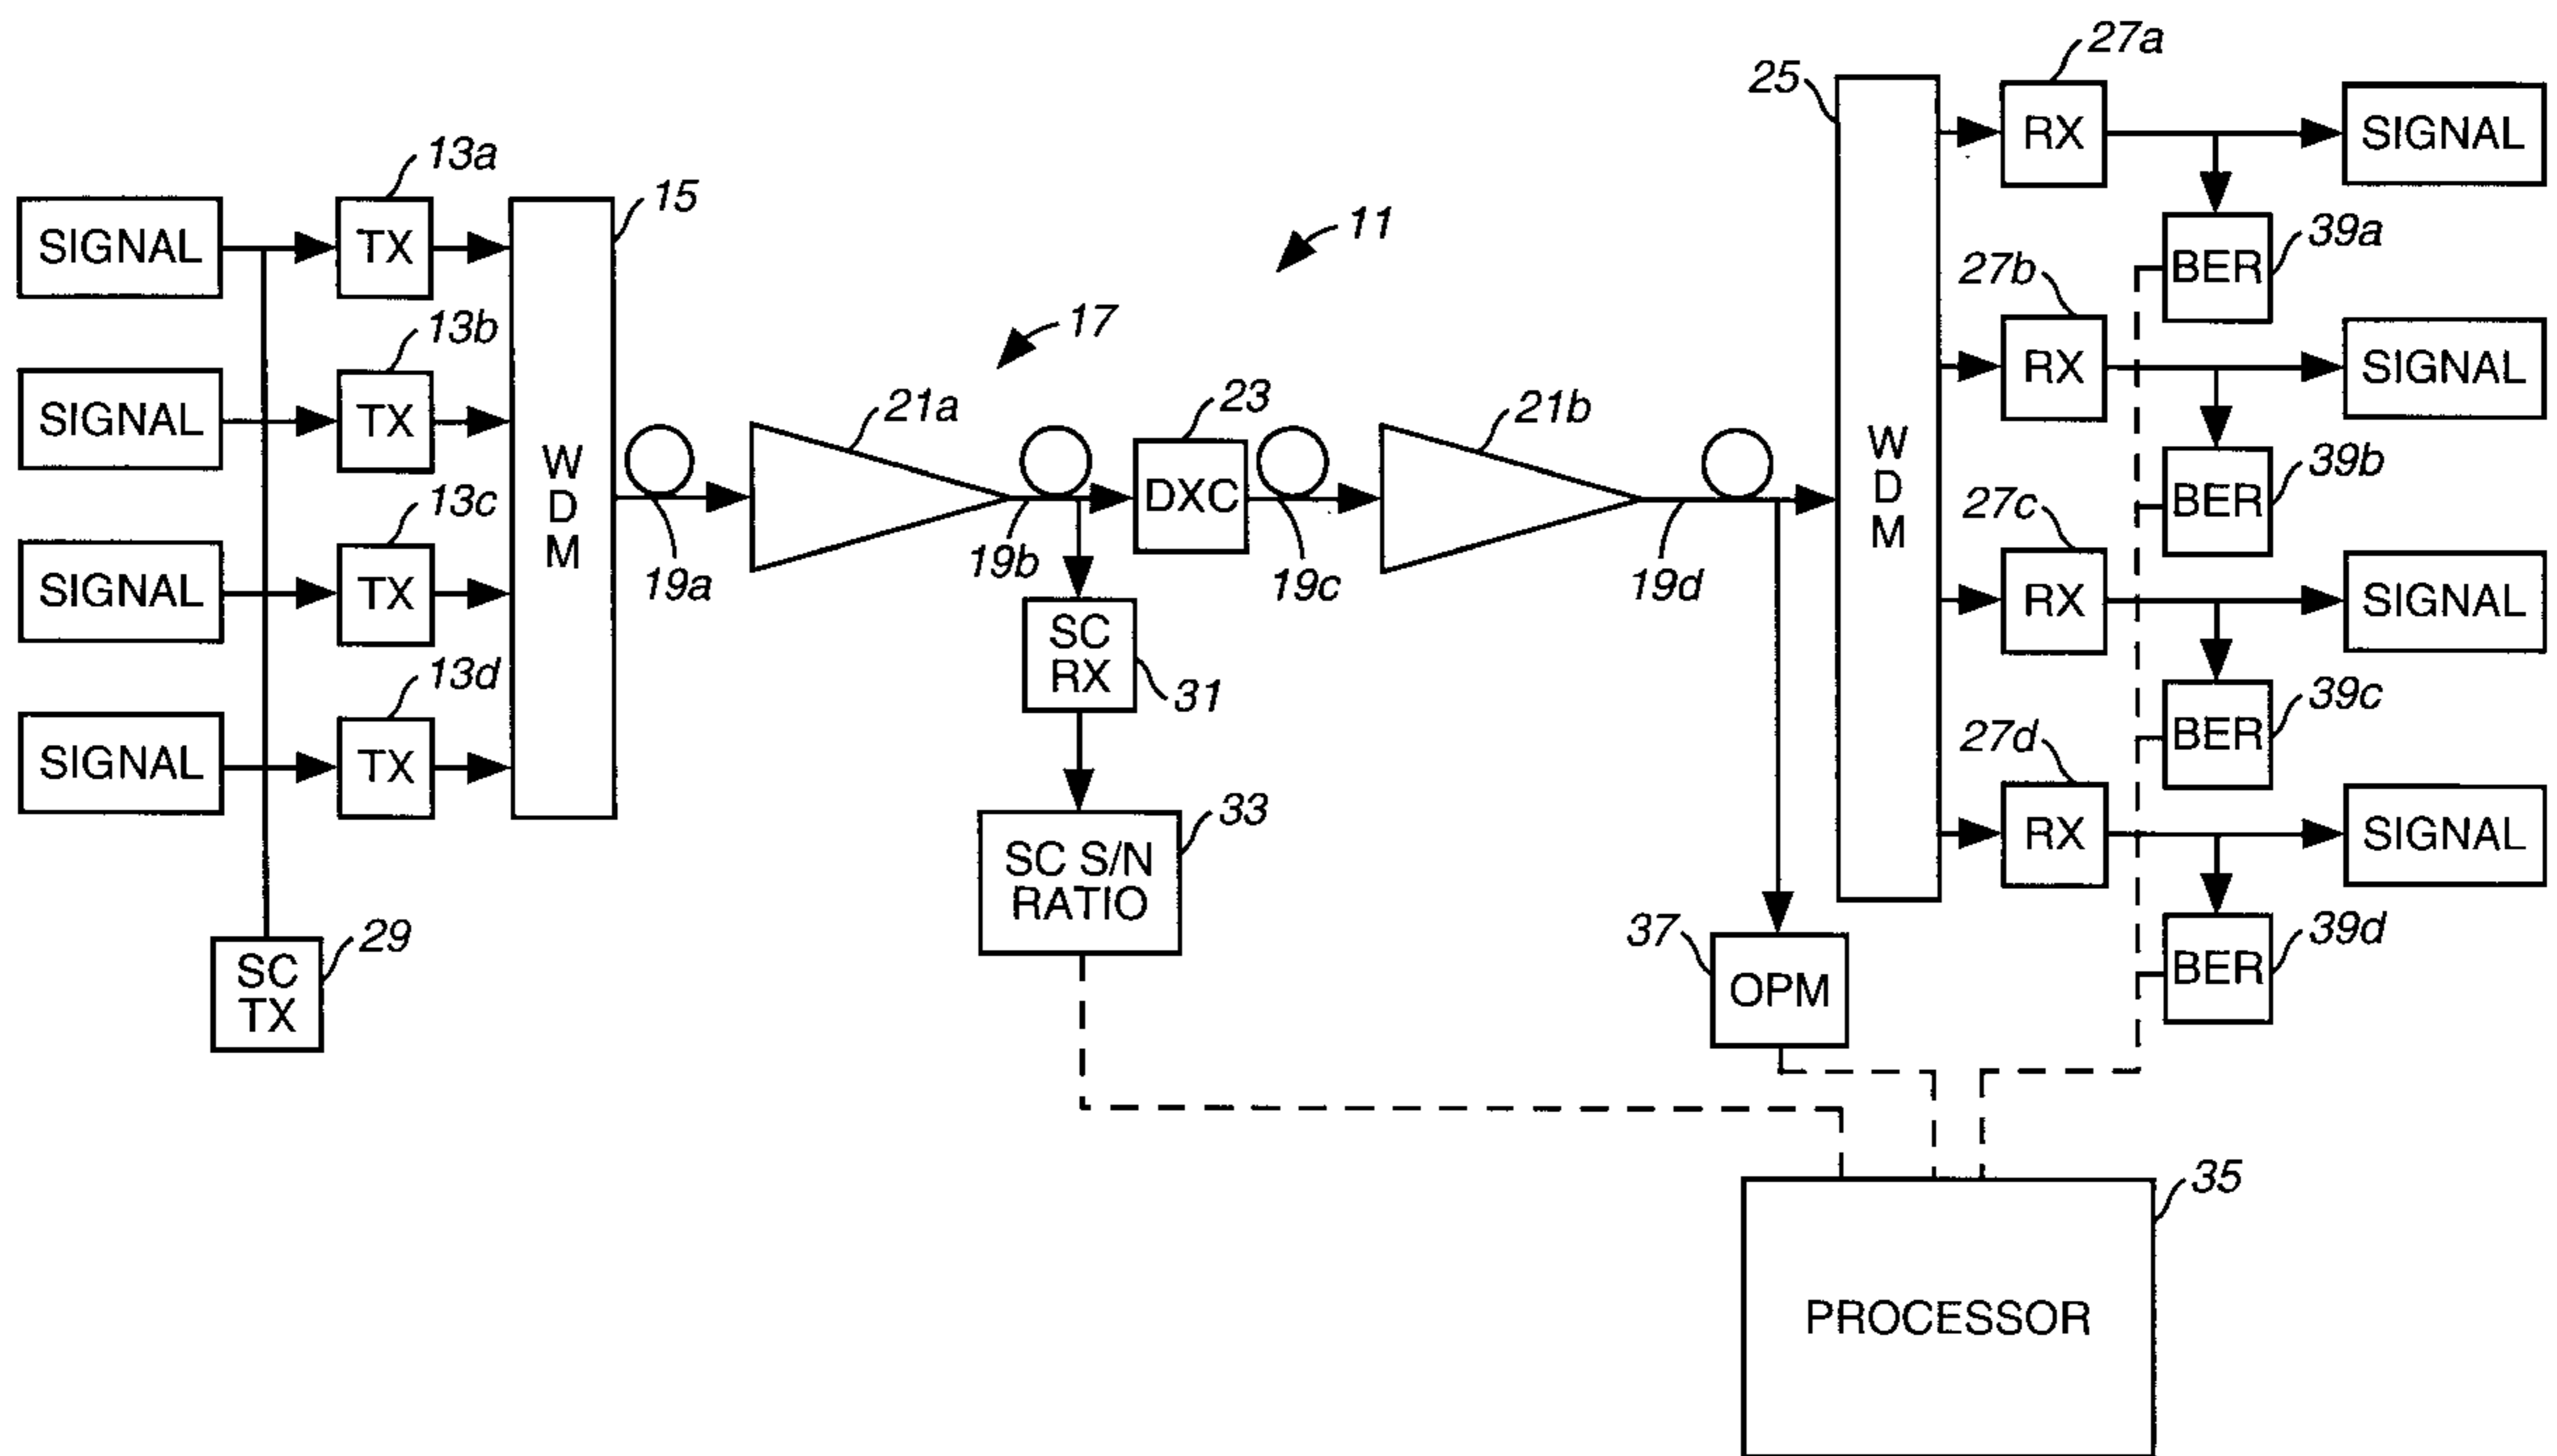 27a
25
RX
SIGNAL
13a
15
11
SIGNAL
TX
39a
BER
27b
17
13b
SIGNAL
TX
21a
23
21b
RX
SIGNAL
W
D
M
39b
BER
W
D
M
13c
DXC
27c
19a
19b
19c
19d
SIGNAL
TX
RX
SIGNAL
SC
RX
31
39c
BER
13d
27d
SIGNAL
TX
33
SC S/N
RATIO
RX
SIGNAL
29
SC
TX
37
OPM
39d
BER
35
PROCESSOR